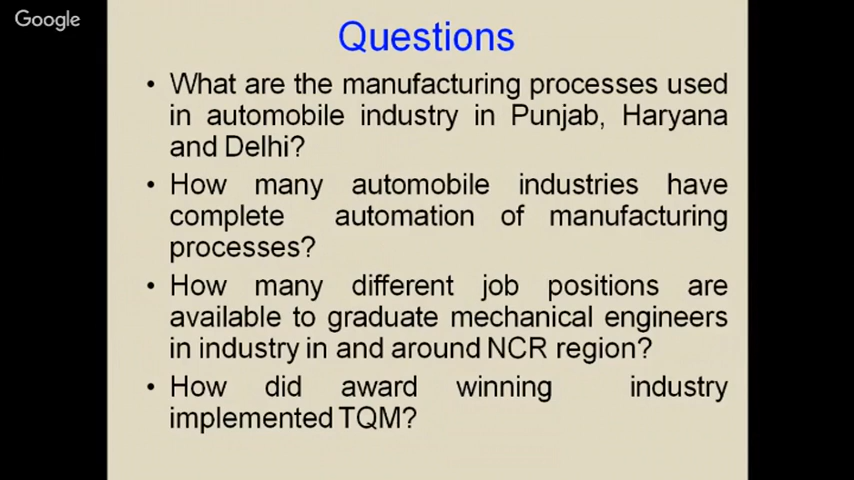 Google
Questions
• What are the manufacturing processes used
in automobile industry in Punjab, Haryana
and Delhi?
• How many automobile industries have
complete automation of manufacturing
processes?
• How many different job positions are
available to graduate mechanical engineers
in industry in and around NCR region?
• How did award winning industry
implemented TQM?